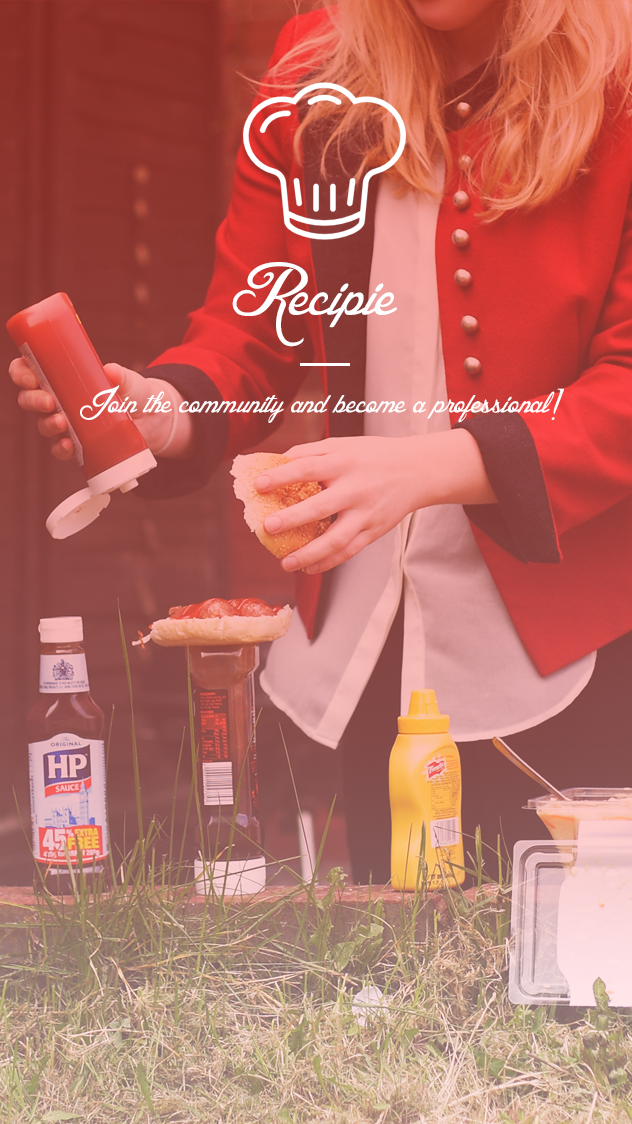 Recipie
Join the community and become a professional!
ORIGINAL
HP
SAUCE
45% EXTRA
FREE